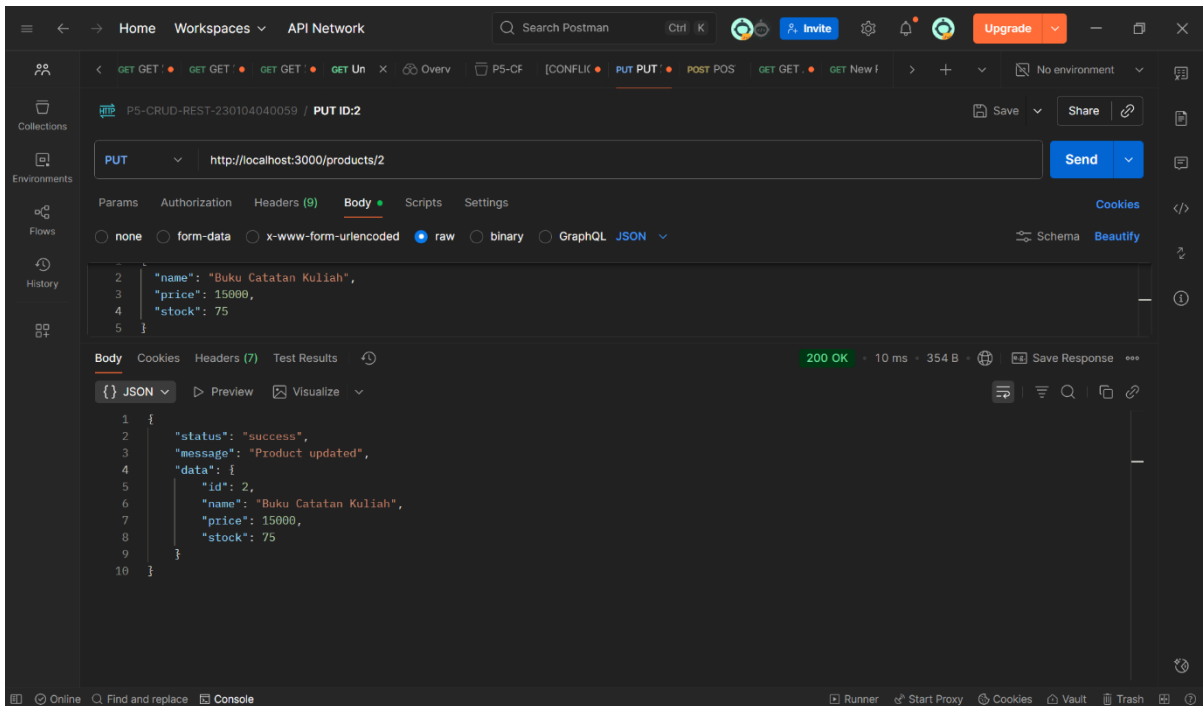 Home Workspaces API Network Search Postman Ctrl K Invite Upgrade
GET GET GET GET GET GET GET Un Overv P5-CF [CONFLIC PUT PUT POST POS GET GET . GET New No environment
P5-CRUD-REST-230104040059 / PUT ID:2 Save Share
Collections
PUT http://localhost:3000/products/2 Send
Environments
Params Authorization Headers (9) Body Scripts Settings Cookies
Flows
none form-data x-www-form-urlencoded raw binary GraphQL JSON Schema Beautify
History
2 "name": "Buku Catatan Kuliah",
3 "price": 15000,
4 "stock": 75
5 }
Body Cookies Headers (7) Test Results 200 OK 10 ms 354 B Save Response
{} JSON Preview Visualize
1 {
2 "status": "success",
3 "message": "Product updated",
4 "data": {
5 "id": 2,
6 "name": "Buku Catatan Kuliah",
7 "price": 15000,
8 "stock": 75
9 }
10 }
Online Find and replace Console Runner Start Proxy Cookies Vault Trash